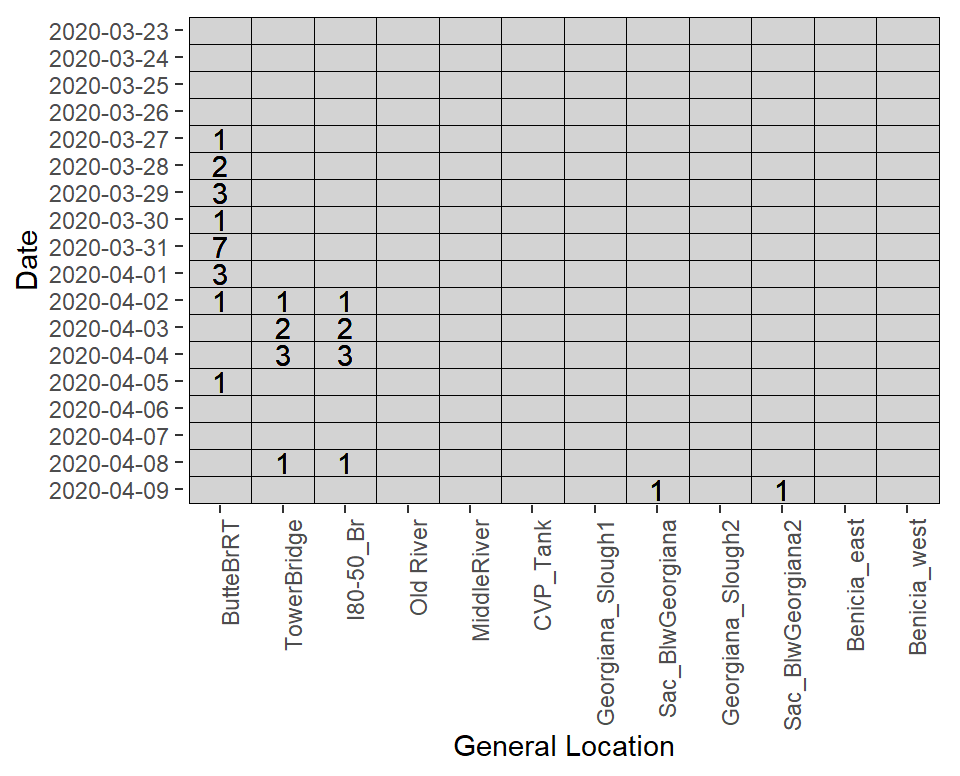 Date
2020-03-23
2020-03-24
2020-03-25
2020-03-26
2020-03-27 1
2020-03-28 2
2020-03-29 3
2020-03-30 1
2020-03-31 7
2020-04-01 3
2020-04-02 1 1 1
2020-04-03 2 2
2020-04-04 3 3
2020-04-05 1
2020-04-06
2020-04-07
2020-04-08 1 1
2020-04-09 1 1
ButteBrRT
TowerBridge
I80-50_Br
Old River
MiddleRiver
CVP_Tank
Georgiana_Slough1
Sac_BlwGeorgiana
Georgiana_Slough2
Sac_BlwGeorgiana2
Benicia_east
Benicia_west
General Location